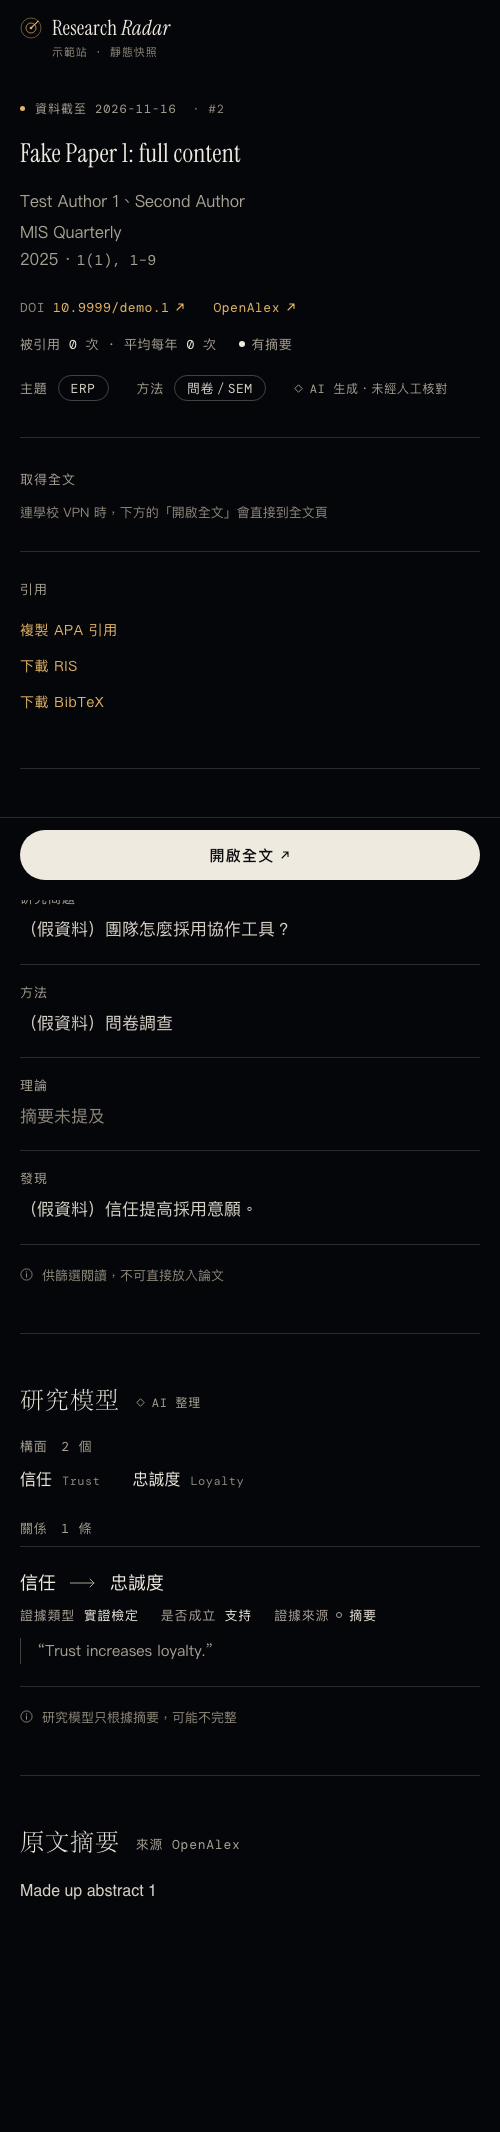 Research Radar
示範站 · 靜態快照
資料截至 2026-11-16 · #2
Fake Paper 1: full content
Test Author 1、Second Author
MIS Quarterly
2025 · 1(1), 1-9
DOI 10.9999/demo.1 ↗ OpenAlex ↗
被引用 0 次 · 平均每年 0 次 ● 有摘要
主題 ERP 方法 問卷 / SEM ◇ AI 生成·未經人工核對
取得全文
連學校 VPN 時，下方的「開啟全文」會直接到全文頁
引用
複製 APA 引用
下載 RIS
下載 BibTeX
開啟全文 ↗
研究問題
（假資料）團隊怎麼採用協作工具？
方法
（假資料）問卷調查
理論
摘要未提及
發現
（假資料）信任提高採用意願。
ⓘ 供篩選閱讀，不可直接放入論文
研究模型 ◇ AI 整理
構面 2 個
信任 Trust 忠誠度 Loyalty
關係 1 條
信任 → 忠誠度
證據類型 實證檢定 是否成立 支持 證據來源 ○ 摘要
“Trust increases loyalty.”
ⓘ 研究模型只根據摘要，可能不完整
原文摘要 來源 OpenAlex
Made up abstract 1